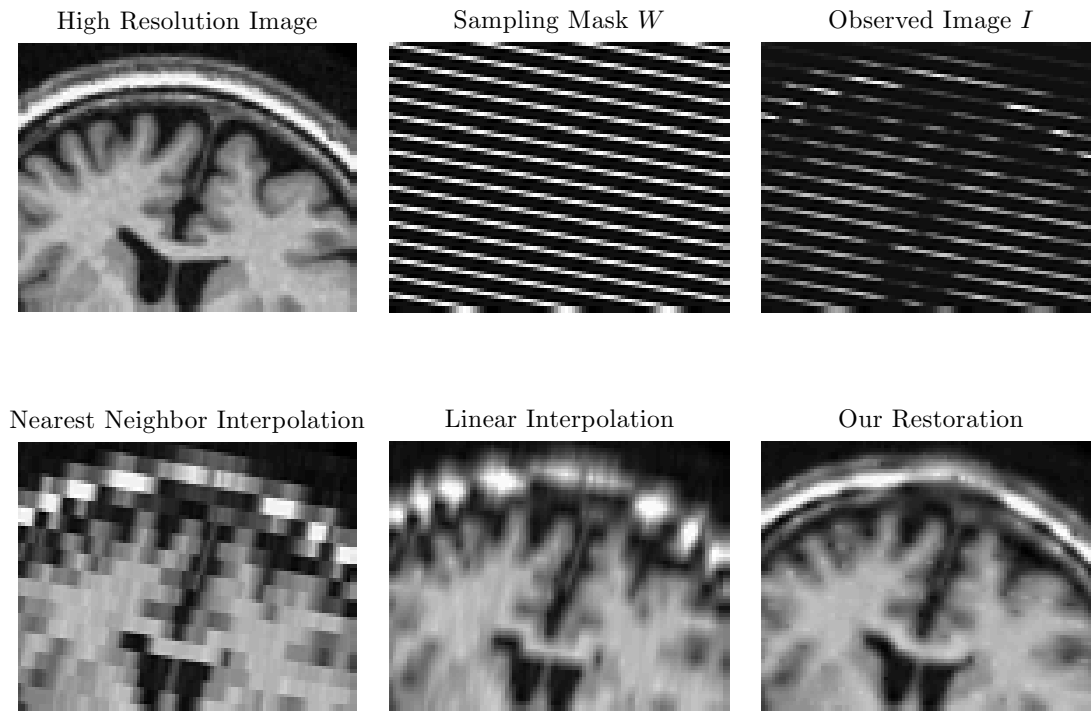 High Resolution Image
Sampling Mask W
Observed Image I
Nearest Neighbor Interpolation
Linear Interpolation
Our Restoration